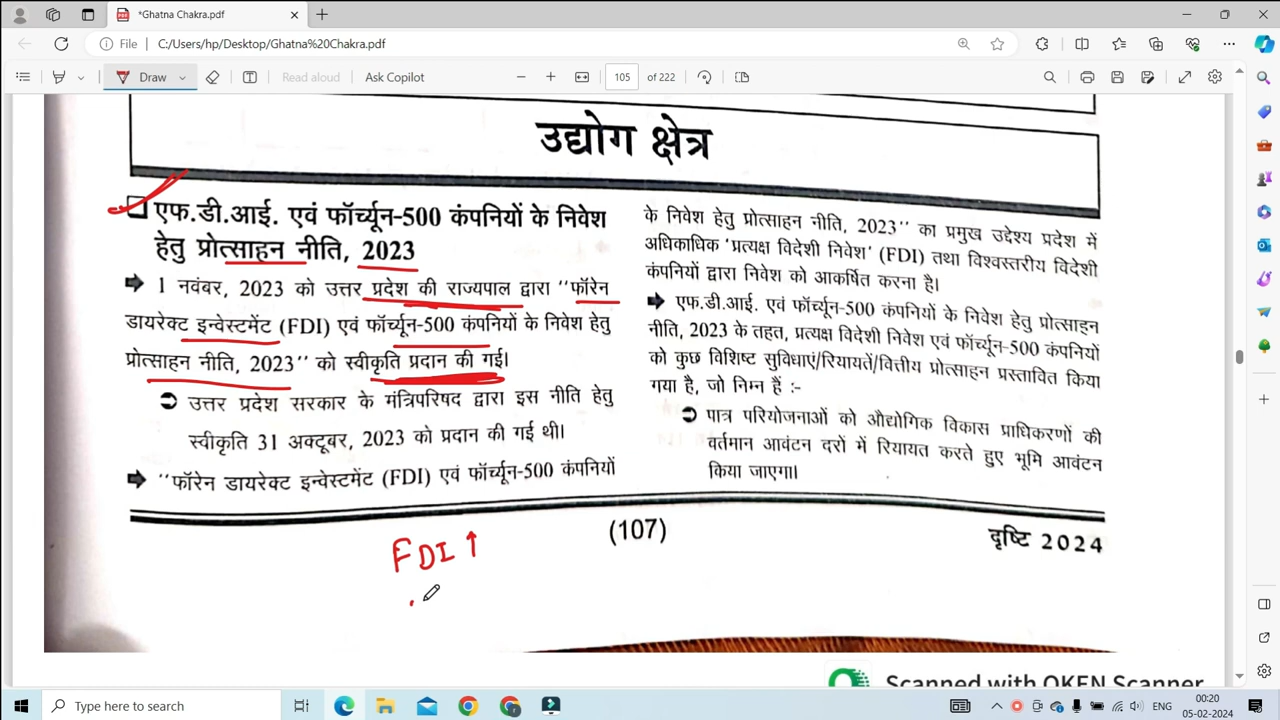 *Ghatna Chakra.pdf
File C:/Users/hp/Desktop/Ghatna%20Chakra.pdf
Draw Read aloud Ask Copilot 105 of 222
उद्योग क्षेत्र
एफ.डी.आई. एवं फॉर्च्यून-500 कंपनियों के निवेश
हेतु प्रोत्साहन नीति, 2023
1 नवंबर, 2023 को उत्तर प्रदेश की राज्यपाल द्वारा "फॉरेन
डायरेक्ट इन्वेस्टमेंट (FDI) एवं फॉर्च्यून-500 कंपनियों के निवेश हेतु
प्रोत्साहन नीति, 2023" को स्वीकृति प्रदान की गई।
उत्तर प्रदेश सरकार के मंत्रिपरिषद द्वारा इस नीति हेतु
स्वीकृति 31 अक्टूबर, 2023 को प्रदान की गई थी।
"फॉरेन डायरेक्ट इन्वेस्टमेंट (FDI) एवं फॉर्च्यून-500 कंपनियों
के निवेश हेतु प्रोत्साहन नीति, 2023" का प्रमुख उद्देश्य प्रदेश में
अधिकाधिक 'प्रत्यक्ष विदेशी निवेश' (FDI) तथा विश्वस्तरीय विदेशी
कंपनियों द्वारा निवेश को आकर्षित करना है।
एफ.डी.आई. एवं फॉर्च्यून-500 कंपनियों के निवेश हेतु प्रोत्साहन
नीति, 2023 के तहत, प्रत्यक्ष विदेशी निवेश एवं फॉर्च्यून-500 कंपनियों
को कुछ विशिष्ट सुविधाएं/रियायतें/वित्तीय प्रोत्साहन प्रस्तावित किया
गया है, जो निम्न हैं :-
पात्र परियोजनाओं को औद्योगिक विकास प्राधिकरणों की
वर्तमान आवंटन दरों में रियायत करते हुए भूमि आवंटन
किया जाएगा।
(107)
दृष्टि 2024
FDI ↑
Scanned with OKEN Scanner
Type here to search
ENG
00:20
05-02-2024